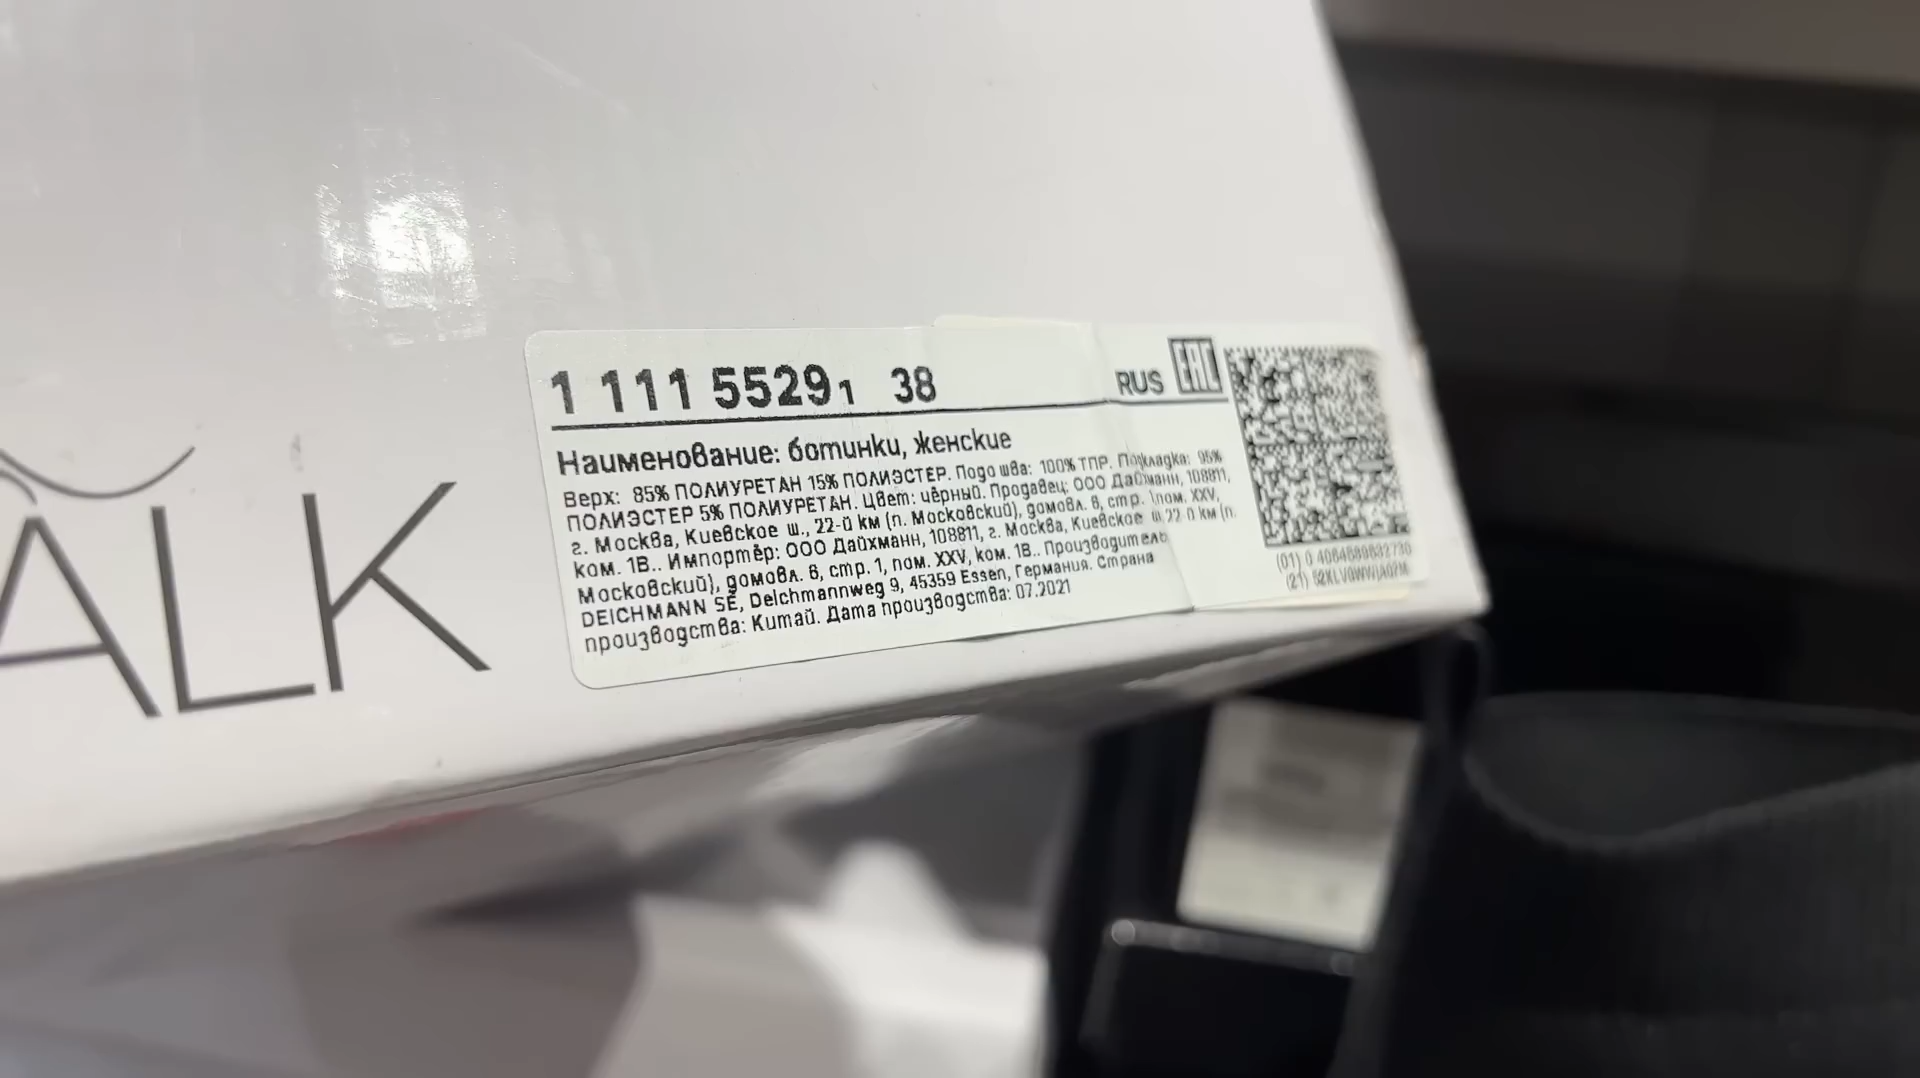 1 111 5529 1 38 RUS EAC
Наименование: ботинки, женские
Верх: 85% ПОЛИУРЕТАН 15% ПОЛИЭСТЕР. Подошва: 100% ТПР. Подкладка: 95%
ПОЛИЭСТЕР 5% ПОЛИУРЕТАН. Цвет: чёрный. Продавец: ООО Дайхманн, 108811,
г. Москва, Киевское ш., 22-й км (п. Московский), домовл. 6, стр. 1, пом. XXV,
ком. 1В.. Импортёр: ООО Дайхманн, 108811, г. Москва, Киевское ш. 22-й км (п.
Московский), домовл. 6, стр. 1, пом. XXV, ком. 1В.. Производитель
DEICHMANN SE, Deichmannweg 9, 45359 Essen, Германия. Страна
производства: Китай. Дата производства: 07.2021
ALK